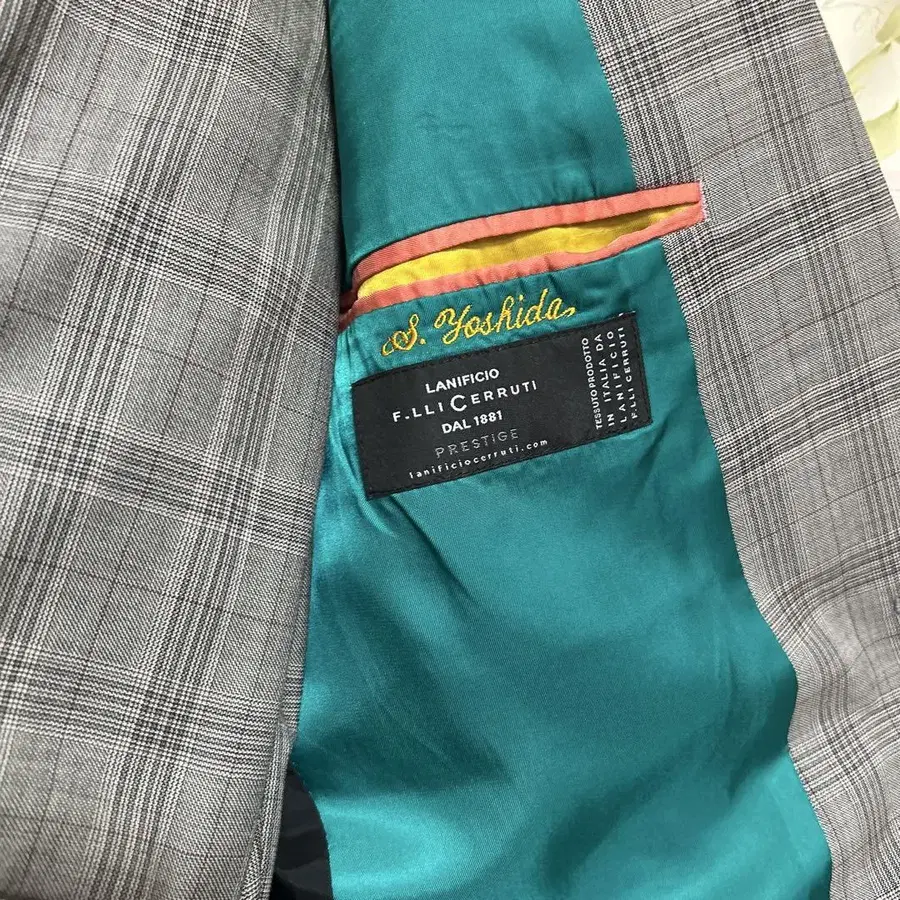 S. Yoshida
LANIFICIO
F.LLI CERRUTI
DAL 1881
PRESTIGE
lanificiocerruti.com
TESSUTO PRODOTTO
IN ITALIA DA
LANIFICIO
F.LLI CERRUTI